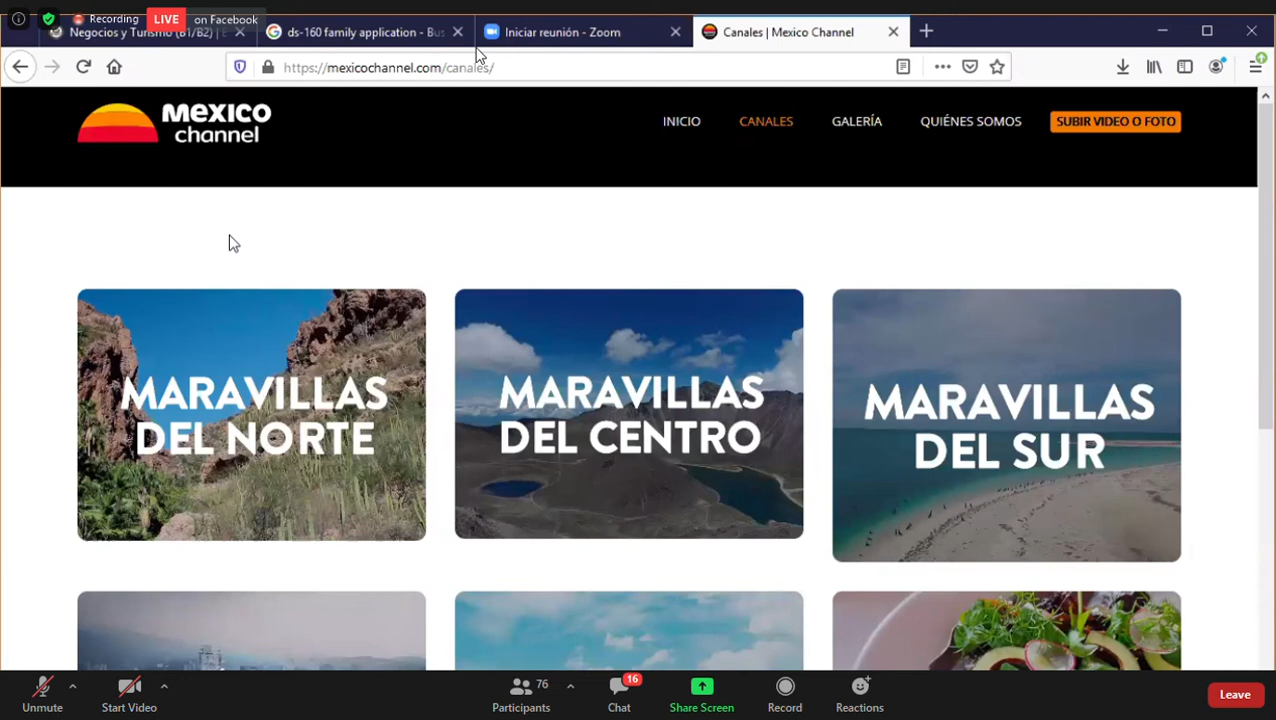 Recording LIVE on Facebook
Negocios y Turismo (B1/B2) | E
ds-160 family application - Bus
Iniciar reunión - Zoom
Canales | Mexico Channel
https://mexicochannel.com/canales/
Mexico
channel
INICIO
CANALES
GALERÍA
QUIÉNES SOMOS
SUBIR VIDEO O FOTO
MARAVILLAS
DEL NORTE
MARAVILLAS
DEL CENTRO
MARAVILLAS
DEL SUR
Unmute
Start Video
76
Participants
16
Chat
Share Screen
Record
Reactions
Leave